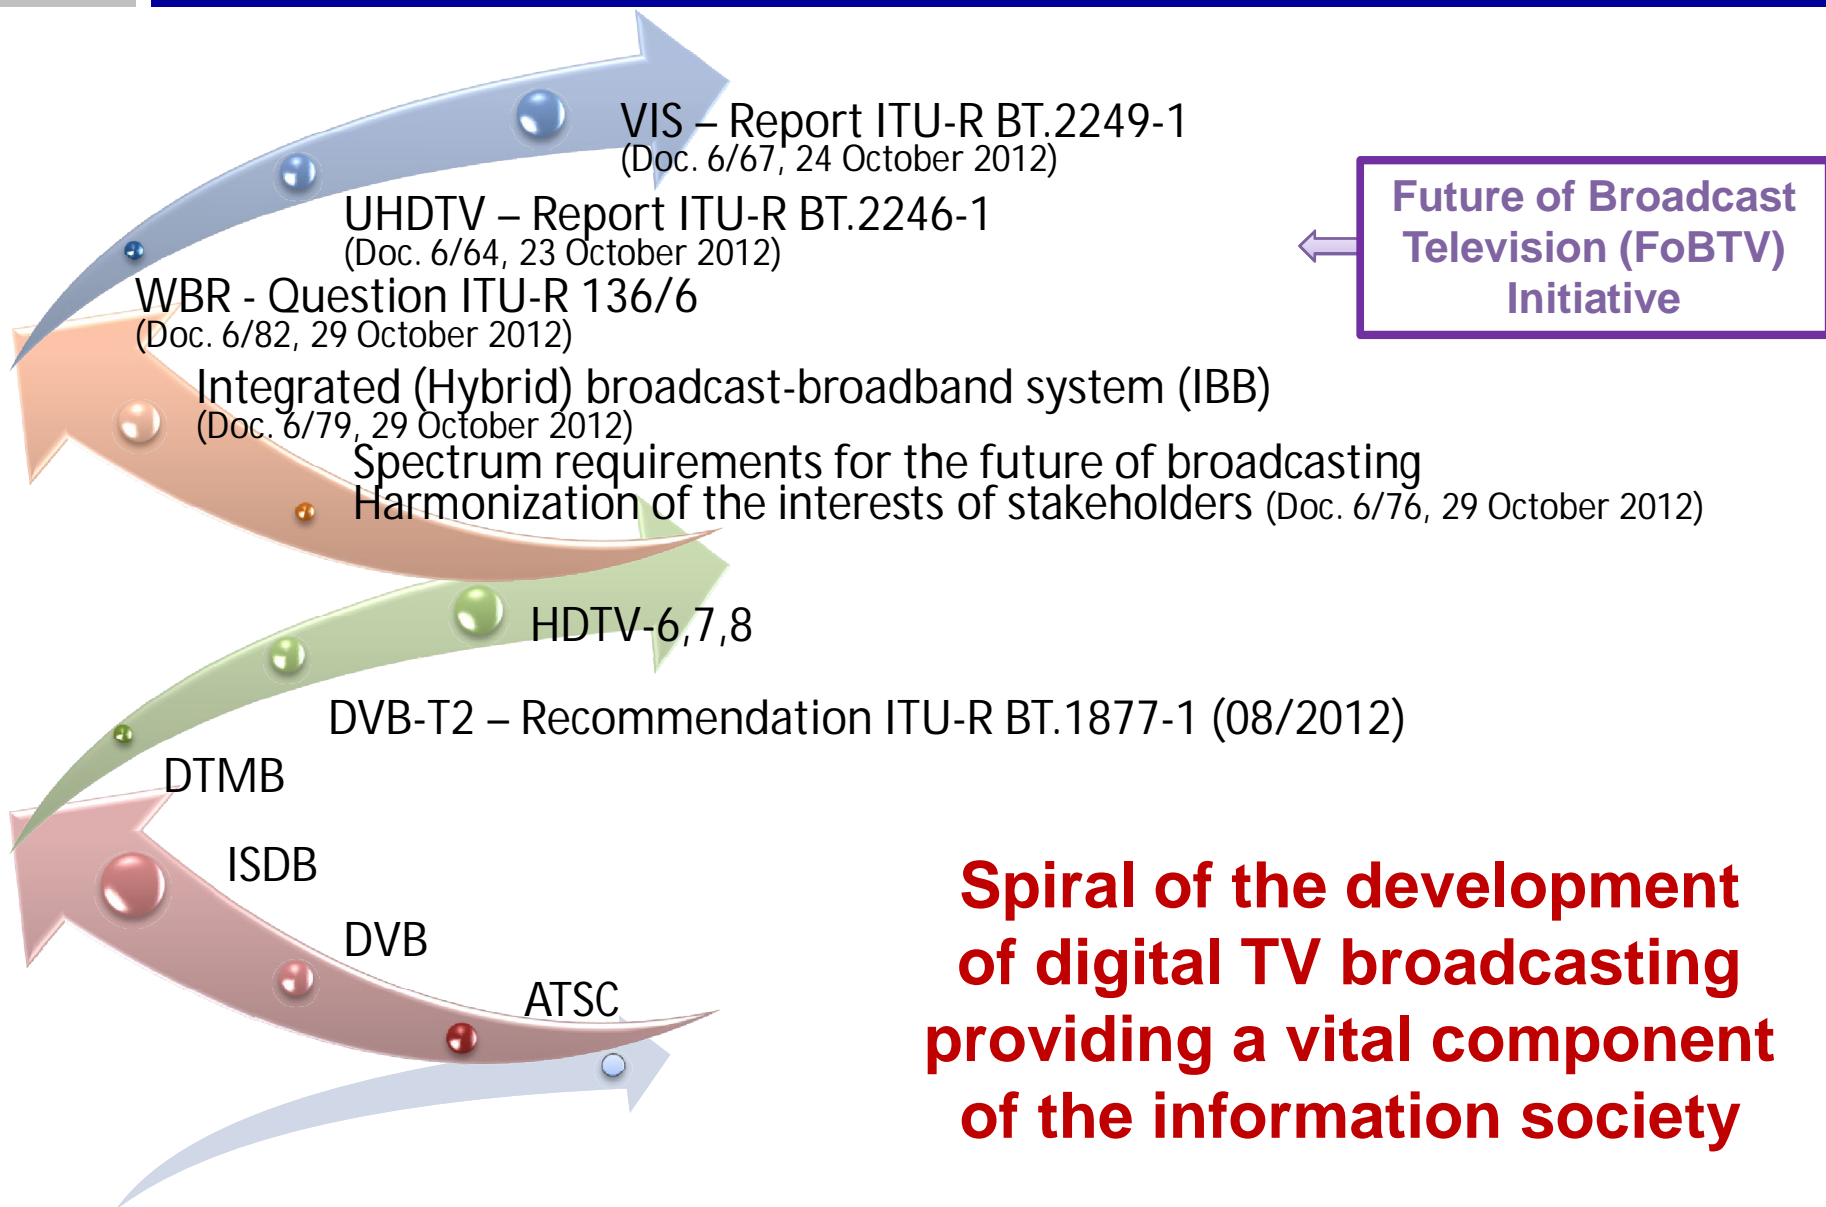 VIS – Report ITU-R BT.2249-1
(Doc. 6/67, 24 October 2012)
UHDTV – Report ITU-R BT.2246-1
(Doc. 6/64, 23 October 2012)
WBR - Question ITU-R 136/6
(Doc. 6/82, 29 October 2012)
Future of Broadcast
Television (FoBTV)
Initiative
Integrated (Hybrid) broadcast-broadband system (IBB)
(Doc. 6/79, 29 October 2012)
Spectrum requirements for the future of broadcasting
Harmonization of the interests of stakeholders (Doc. 6/76, 29 October 2012)
HDTV-6,7,8
DVB-T2 – Recommendation ITU-R BT.1877-1 (08/2012)
DTMB
ISDB
DVB
ATSC
Spiral of the development
of digital TV broadcasting
providing a vital component
of the information society